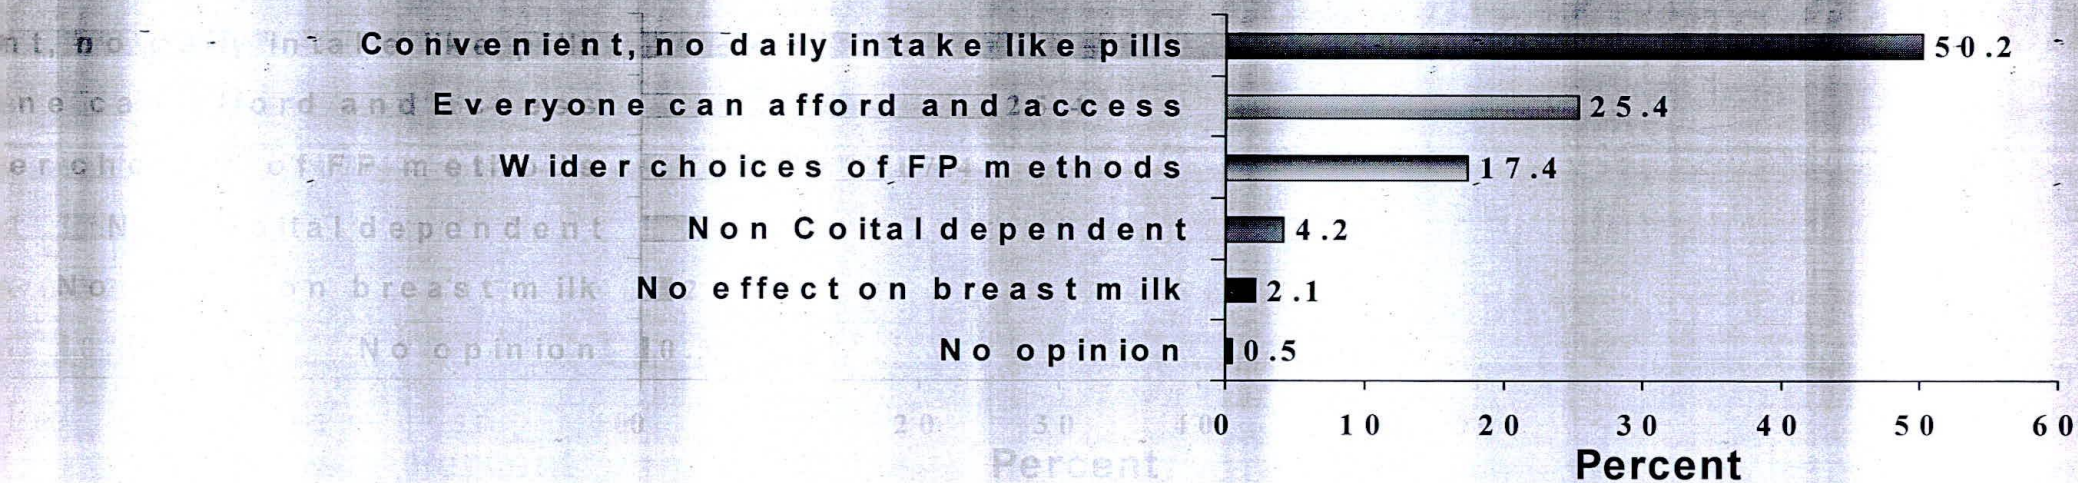 Convenient, no daily intake like pills 50.2
Everyone can afford and access 25.4
Wider choices of FP methods 17.4
Non Coital dependent 4.2
No effect on breast milk 2.1
No opinion 0.5
0 10 20 30 40 50 60
Percent